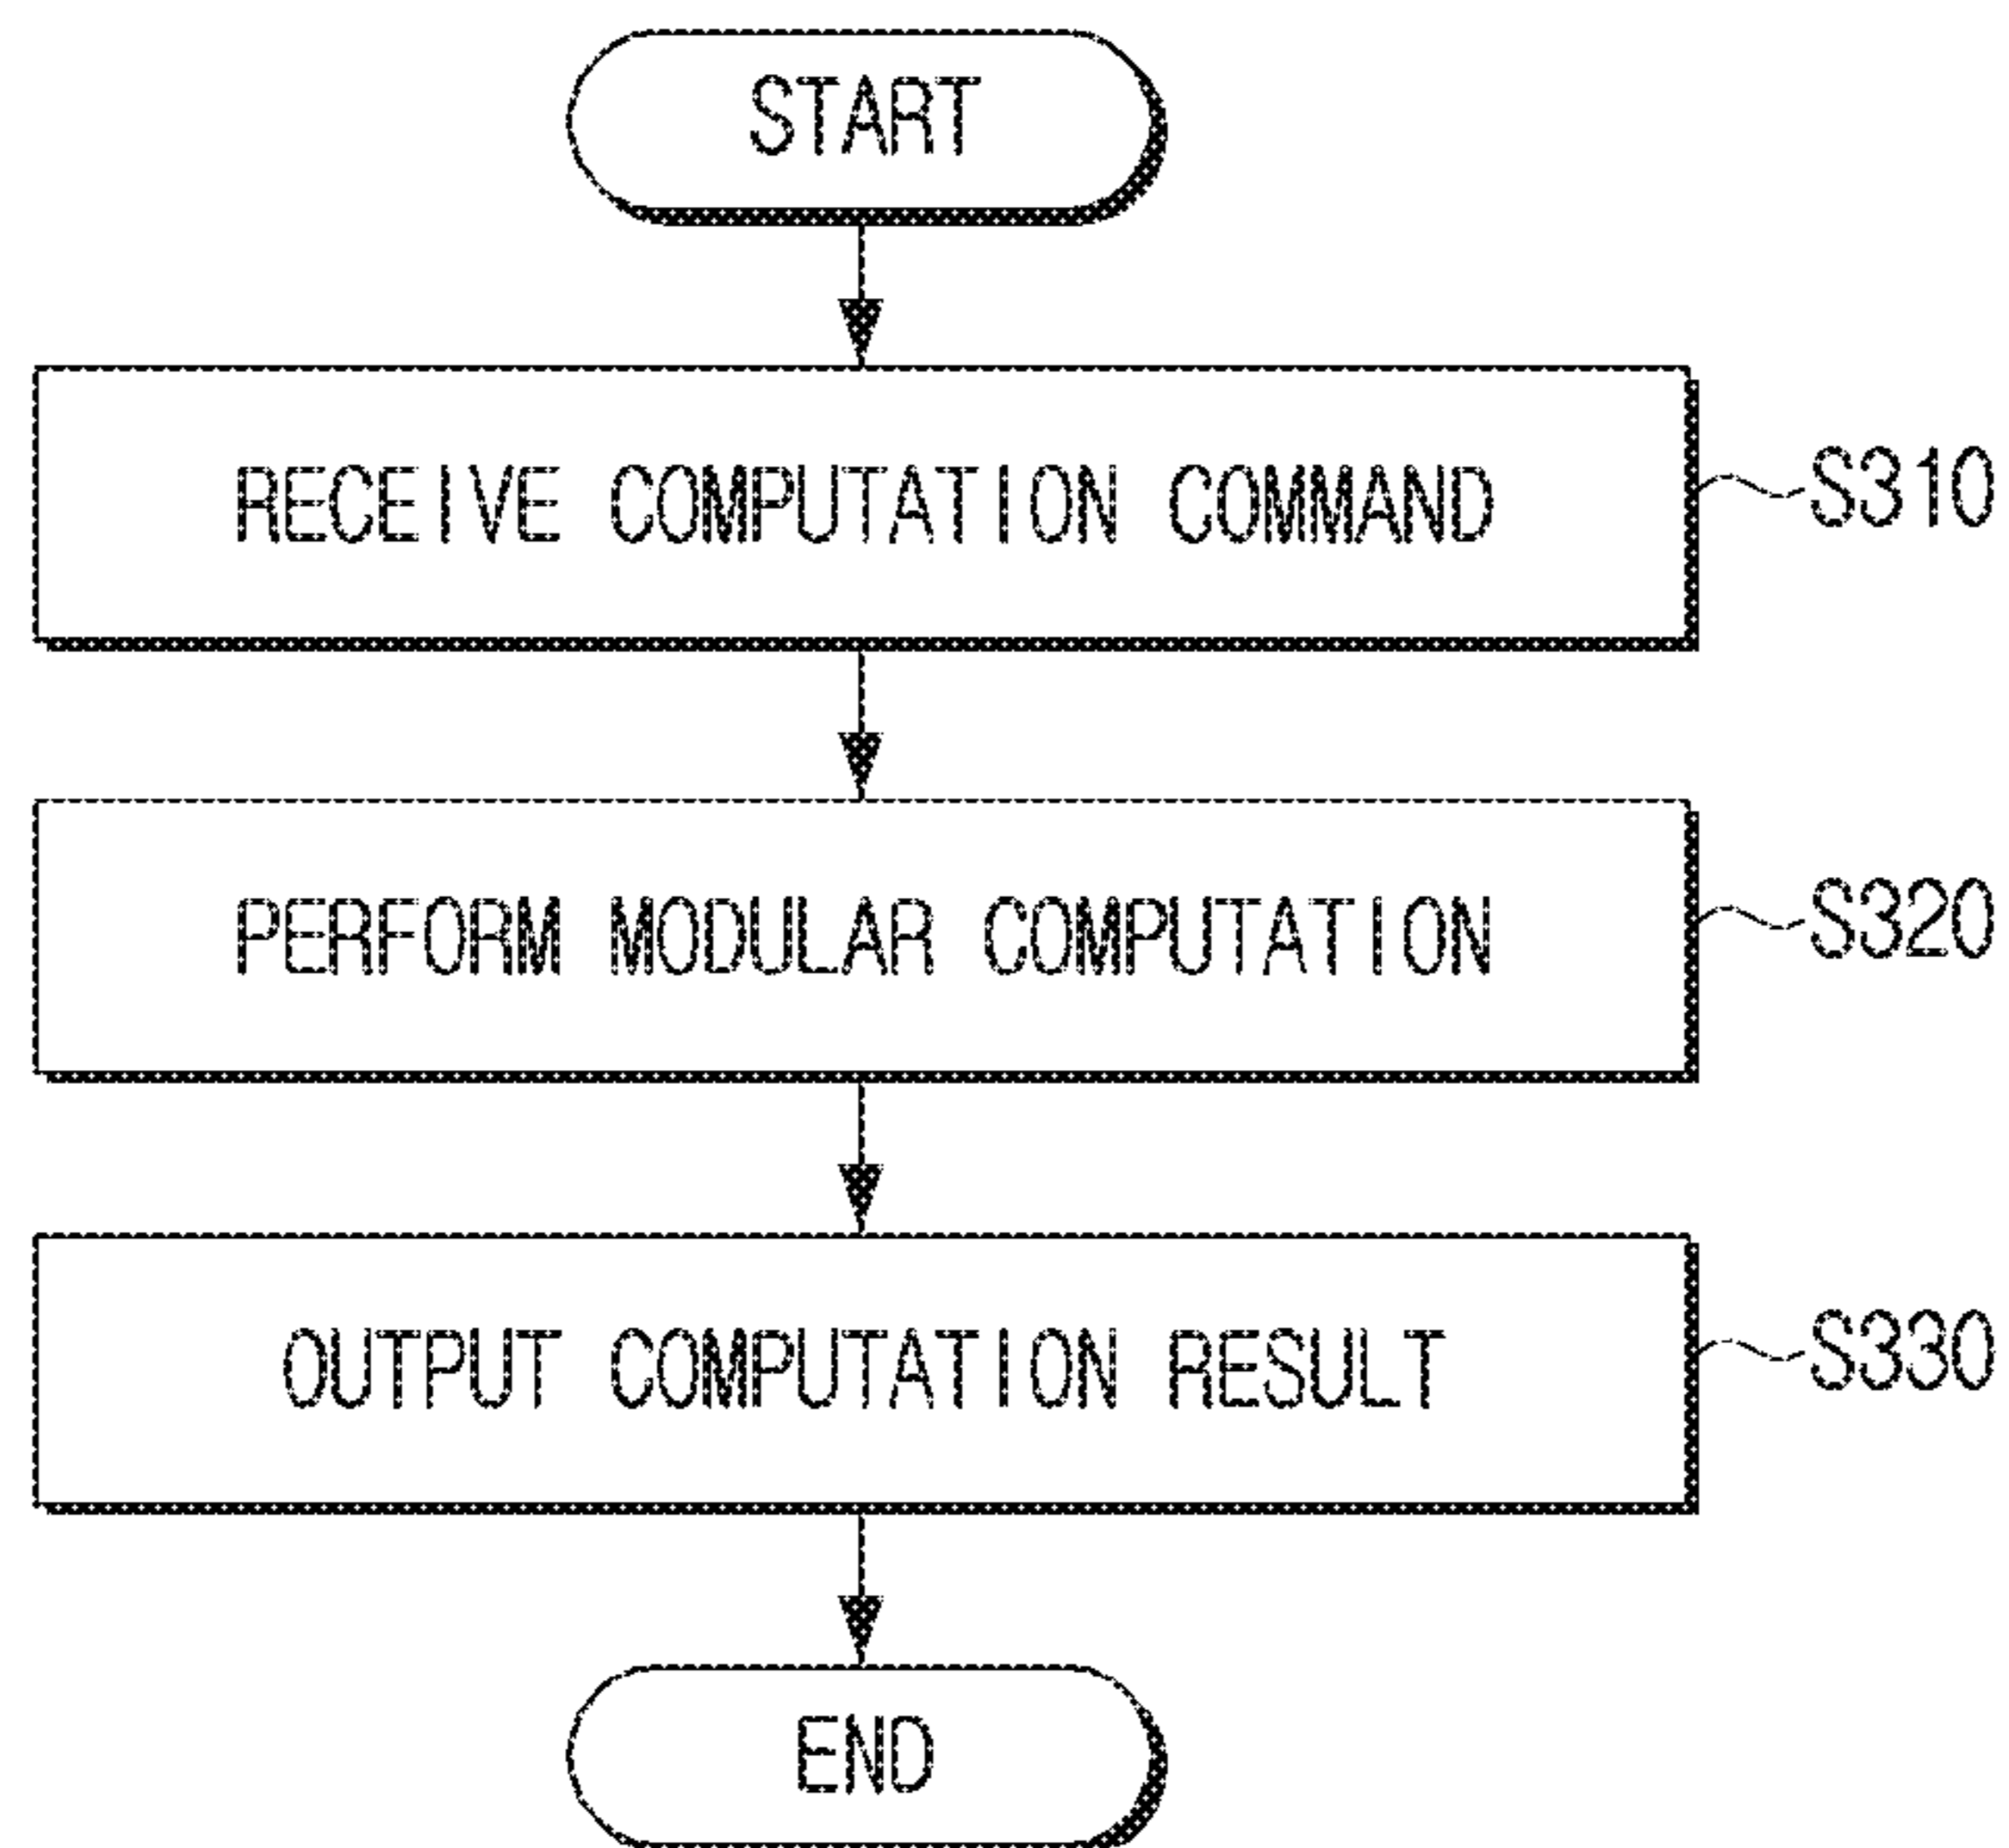 START
RECEIVE COMPUTATION COMMAND
S310
PERFORM MODULAR COMPUTATION
S320
OUTPUT COMPUTATION RESULT
S330
END